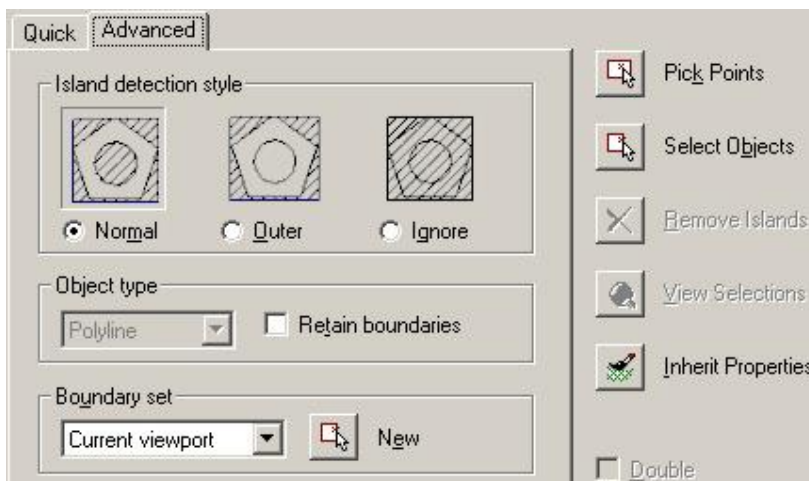 Quick Advanced
Island detection style
Normal Outer Ignore
Object type
Polyline Retain boundaries
Boundary set
Current viewport New
Pick Points
Select Objects
Remove Islands
View Selections
Inherit Properties
Double